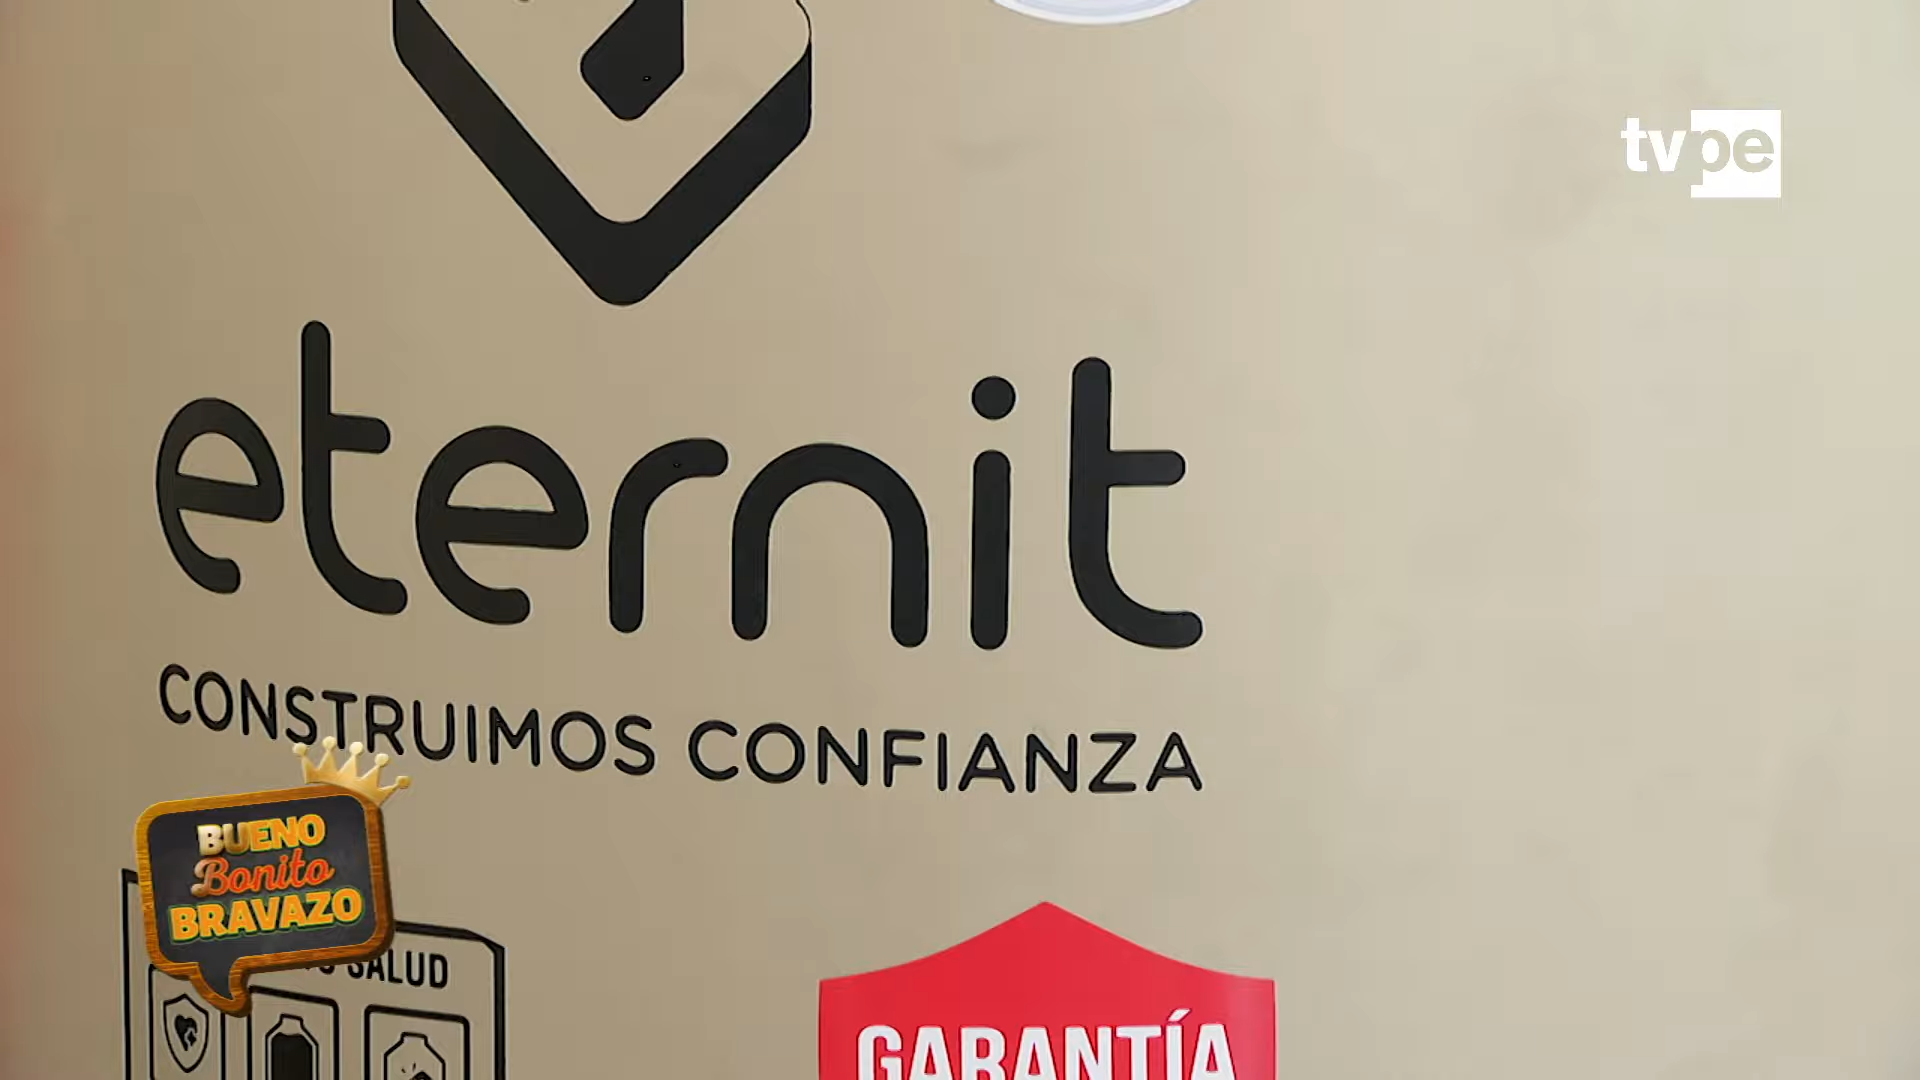 tvpe
eternit
CONSTRUIMOS CONFIANZA
BUENO
Bonito
BRAVAZO
SALUD
GARANTÍA